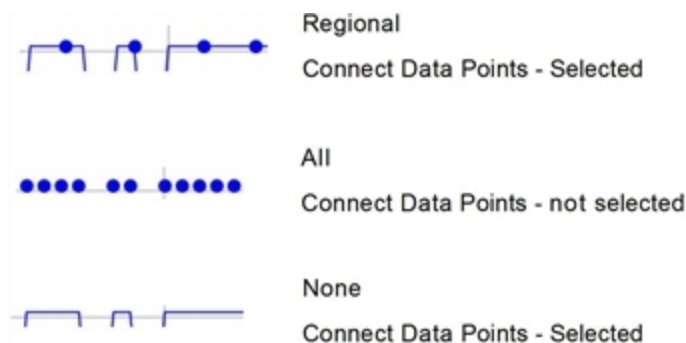 Regional
Connect Data Points - Selected
All
Connect Data Points - not selected
None
Connect Data Points - Selected